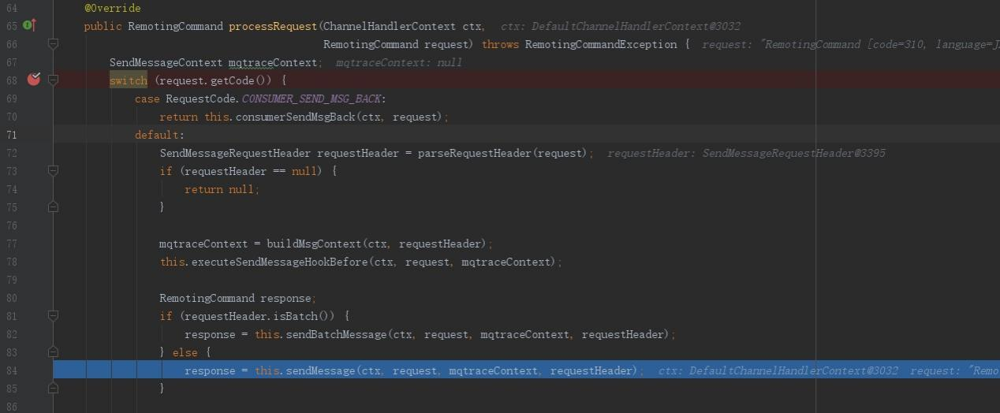 64 @Override
65 public RemotingCommand processRequest(ChannelHandlerContext ctx, ctx: DefaultChannelHandlerContext@3032
66 RemotingCommand request) throws RemotingCommandException { request: "RemotingCommand [code=310, language=J
67 SendMessageContext mqtraceContext; mqtraceContext: null
68 switch (request.getCode()) {
69 case RequestCode.CONSUMER_SEND_MSG_BACK:
70 return this.consumerSendMsgBack(ctx, request);
71 default:
72 SendMessageRequestHeader requestHeader = parseRequestHeader(request); requestHeader: SendMessageRequestHeader@3395
73 if (requestHeader == null) {
74 return null;
75 }
76
77 mqtraceContext = buildMsgContext(ctx, requestHeader);
78 this.executeSendMessageHookBefore(ctx, request, mqtraceContext);
79
80 RemotingCommand response;
81 if (requestHeader.isBatch()) {
82 response = this.sendBatchMessage(ctx, request, mqtraceContext, requestHeader);
83 } else {
84 response = this.sendMessage(ctx, request, mqtraceContext, requestHeader); ctx: DefaultChannelHandlerContext@3032 request: "Remo
85 }
86